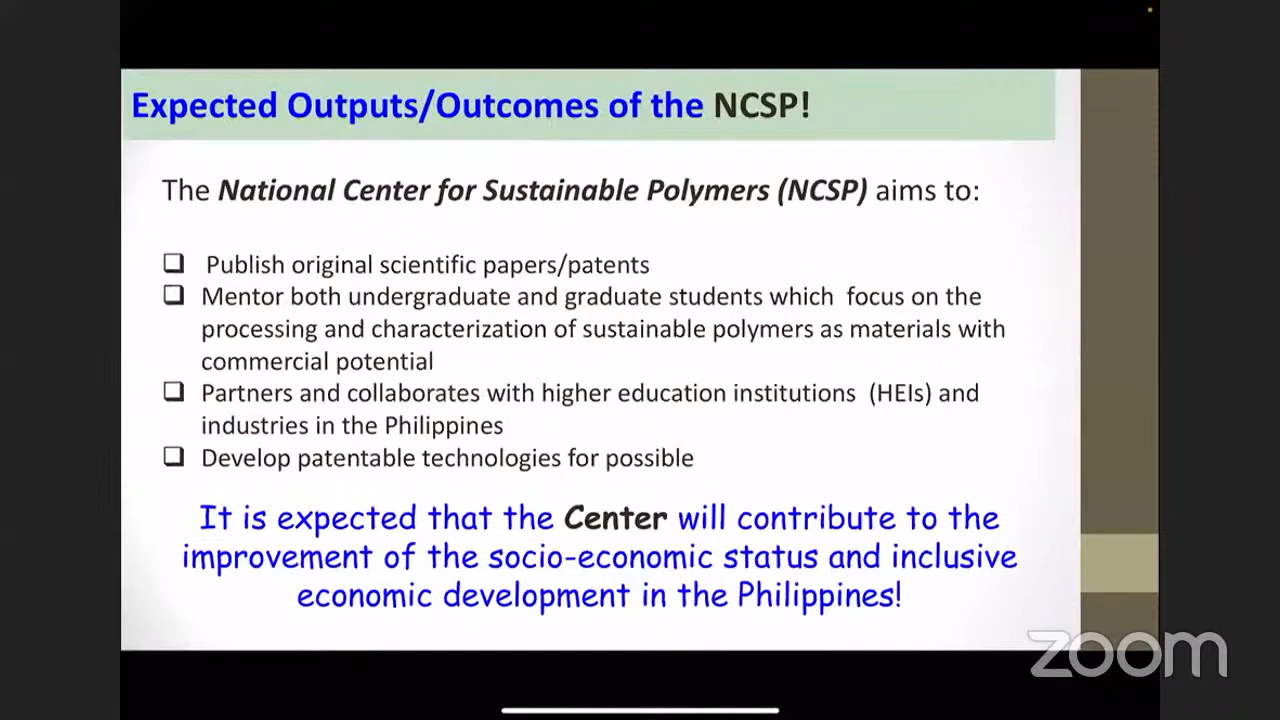 Expected Outputs/Outcomes of the NCSP!
The National Center for Sustainable Polymers (NCSP) aims to:
❑ Publish original scientific papers/patents
❑ Mentor both undergraduate and graduate students which focus on the
processing and characterization of sustainable polymers as materials with
commercial potential
❑ Partners and collaborates with higher education institutions (HEIs) and
industries in the Philippines
❑ Develop patentable technologies for possible
It is expected that the Center will contribute to the
improvement of the socio-economic status and inclusive
economic development in the Philippines!
zoom